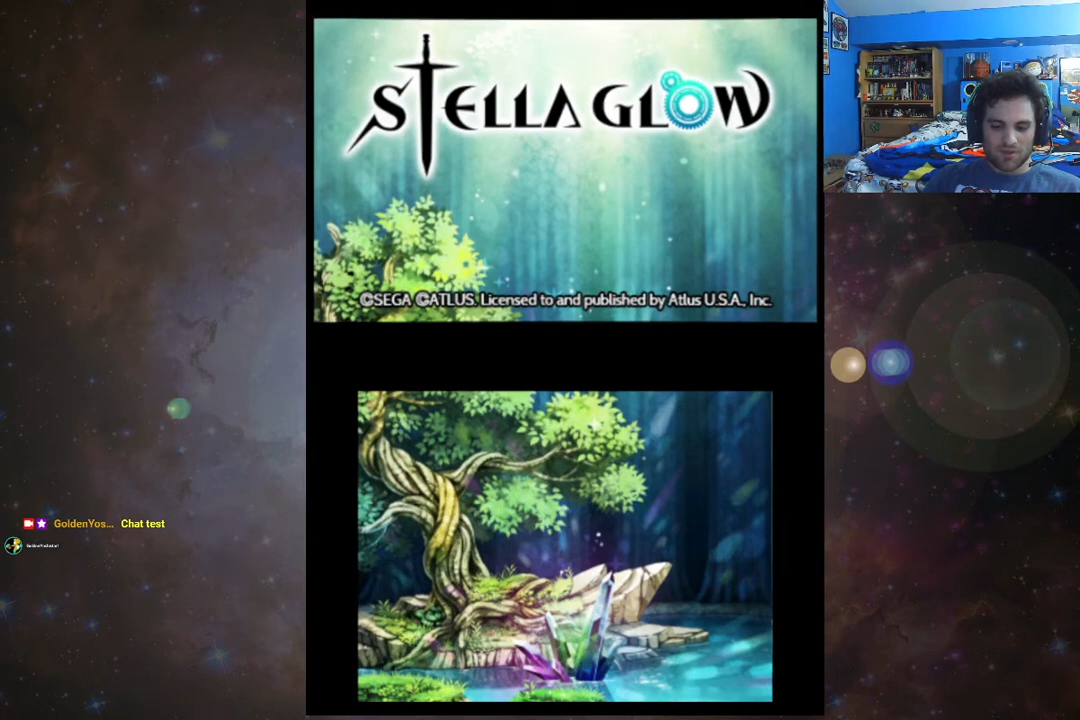 STELLA GLOW
©SEGA ©ATLUS. Licensed to and published by Atlus U.S.A., Inc.
GoldenYos... Chat test